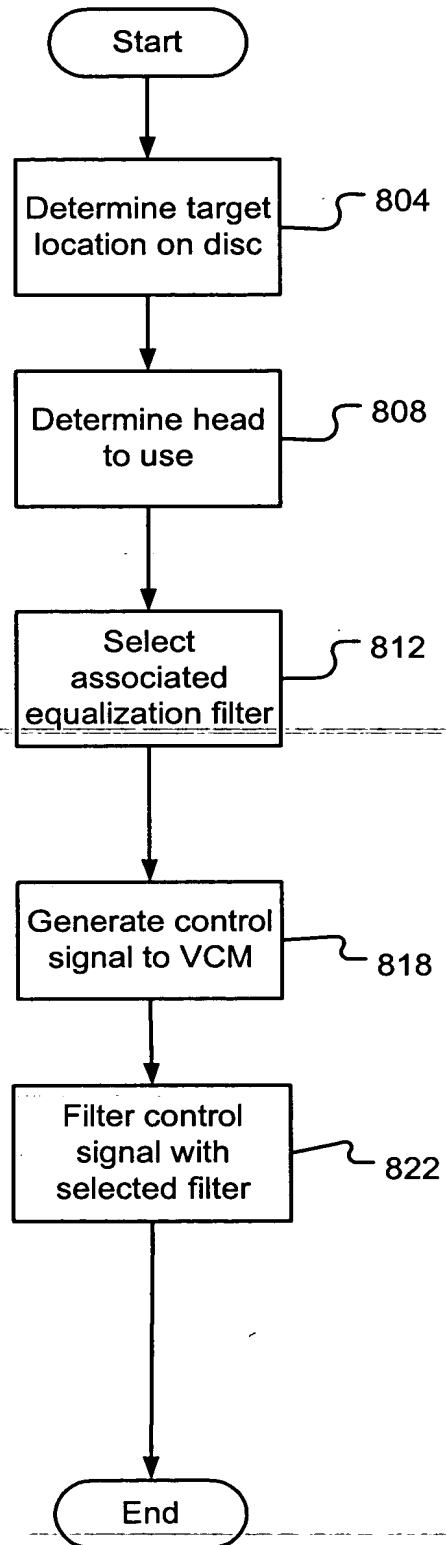 Start
Determine target
location on disc
804
Determine head
to use
808
Select
associated
equalization filter
812
Generate control
signal to VCM
818
Filter control
signal with
selected filter
822
End